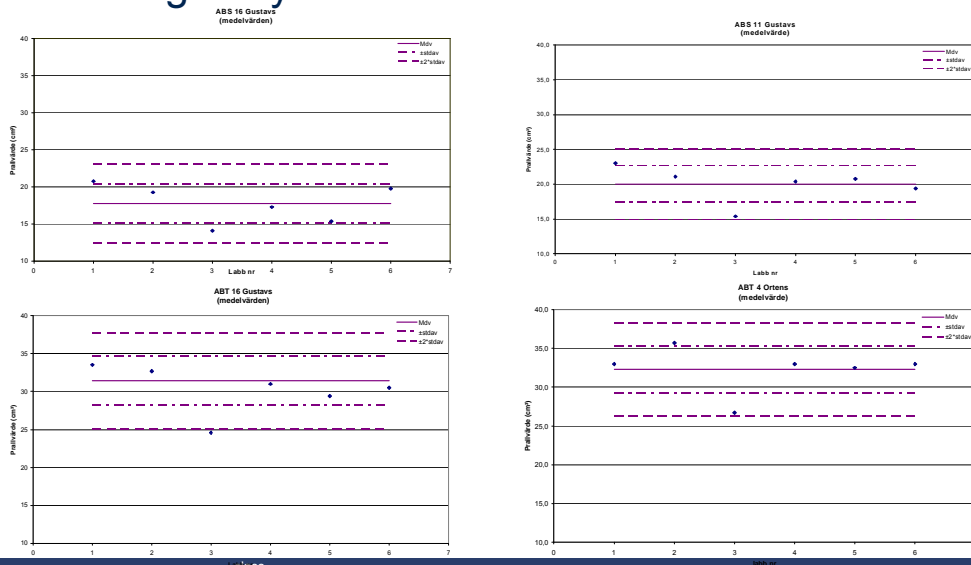 ABS 16 Gustavs
(medelvärden)
40
35
30
25
20
15
10
Prallvärde (cm³)
0 1 2 3 4 5 6 7
Labb nr
Mdv
±stdav
±2*stdav
ABS 11 Gustavs
(medelvärde)
40,0
35,0
30,0
25,0
20,0
15,0
10,0
Prallvärde (cm³)
0 1 2 3 4 5 6
Labb nr
Mdv
±stdav
±2*stdav
ABT 16 Gustavs
(medelvärden)
40
35
30
25
20
15
10
Prallvärde (cm³)
0 1 2 3 4 5 6 7
Mdv
±stdav
±2*stdav
ABT 4 Ortens
(medelvärde)
40,0
35,0
30,0
25,0
20,0
15,0
10,0
Prallvärde (cm³)
0 1 2 3 4 5 6
labb nr
Mdv
±stdav
±2*stdav